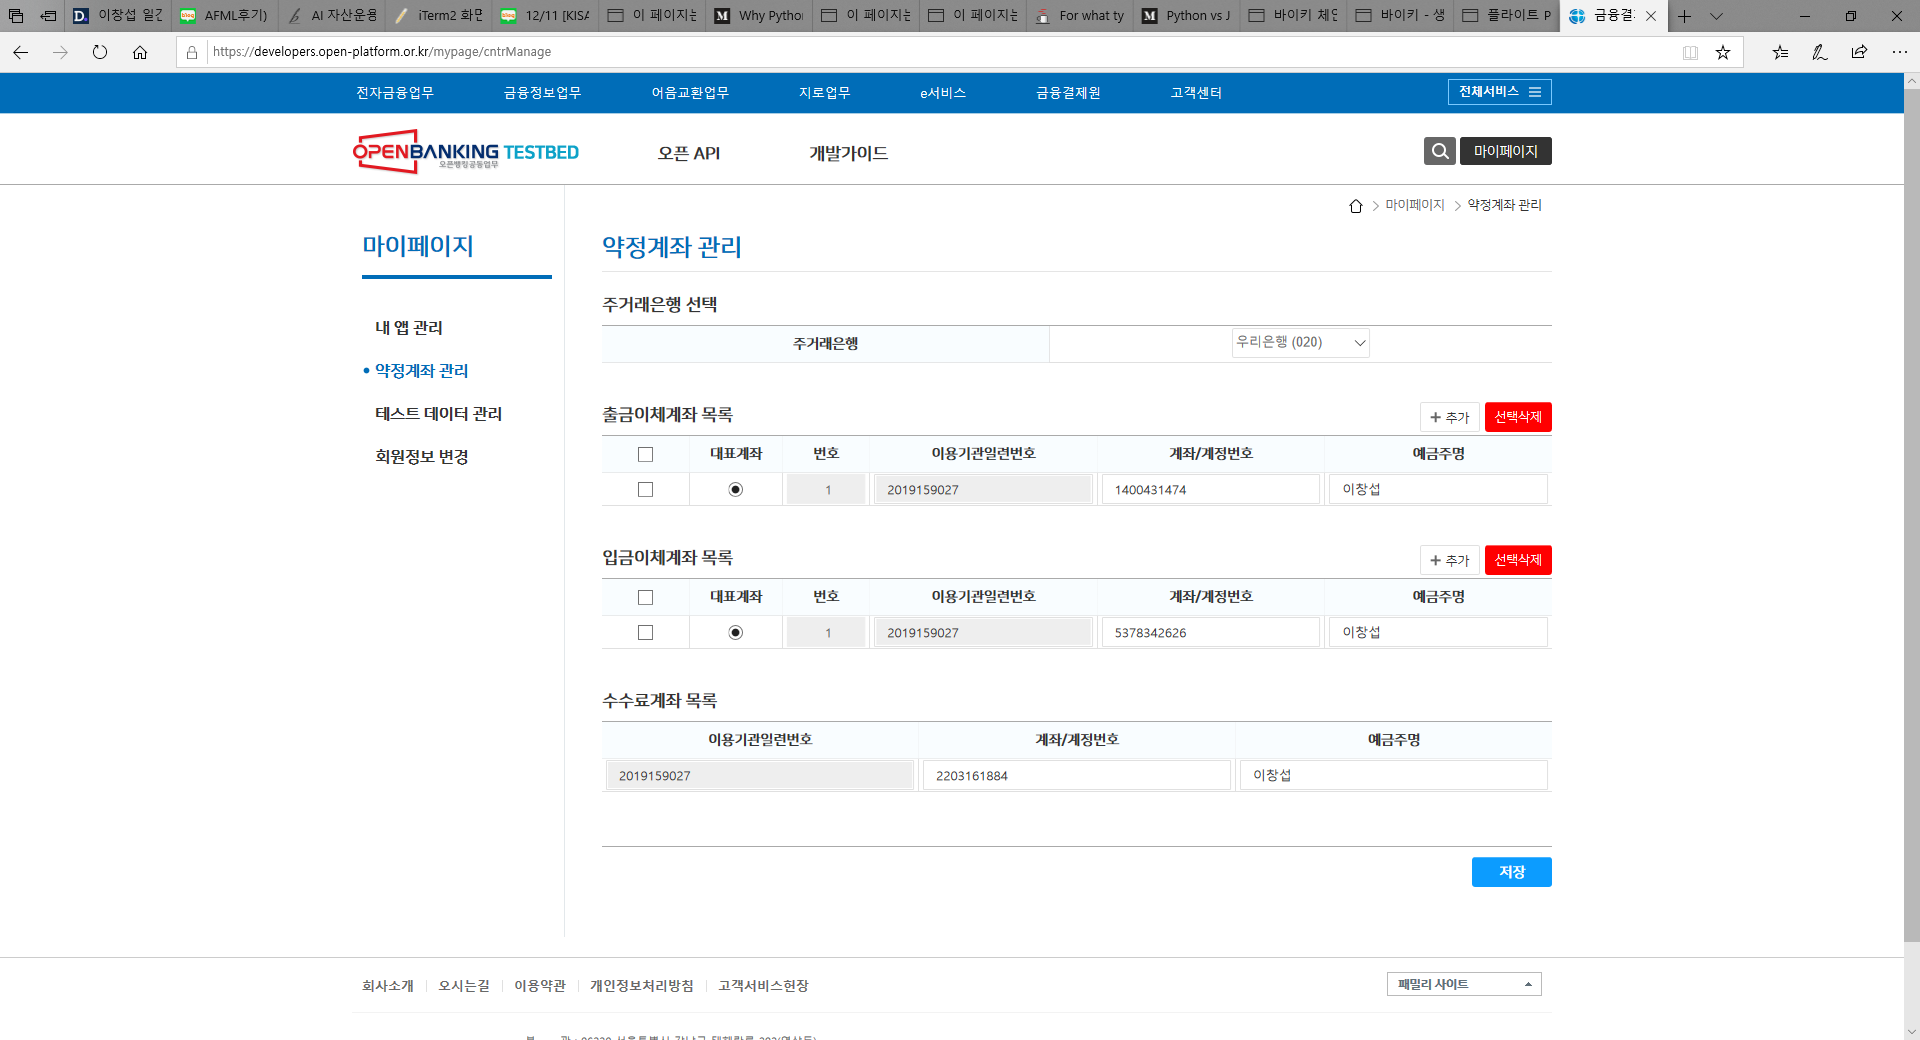 이창섭 일간
AFML후기)
AI 자산운용
iTerm2 화면
12/11 [KISA
이 페이지는
Why Pytho
이 페이지는
이 페이지는
For what ty
Python vs J
바이키 체인
바이키 - 생
플라이트 P
금융결
https://developers.open-platform.or.kr/mypage/cntrManage
전자금융업무 금융정보업무 어음교환업무 지로업무 e서비스 금융결제원 고객센터 전체서비스
OPENBANKING TESTBED
오픈뱅킹공동업무
오픈 API 개발가이드 마이페이지
마이페이지 > 약정계좌 관리
마이페이지
내 앱 관리
약정계좌 관리
테스트 데이터 관리
회원정보 변경
약정계좌 관리
주거래은행 선택
주거래은행 우리은행 (020)
출금이체계좌 목록 + 추가 선택삭제
대표계좌 번호 이용기관일련번호 계좌/계정번호 예금주명
1 2019159027 1400431474 이창섭
입금이체계좌 목록 + 추가 선택삭제
대표계좌 번호 이용기관일련번호 계좌/계정번호 예금주명
1 2019159027 5378342626 이창섭
수수료계좌 목록
이용기관일련번호 계좌/계정번호 예금주명
2019159027 2203161884 이창섭
저장
회사소개 오시는길 이용약관 개인정보처리방침 고객서비스헌장 패밀리 사이트